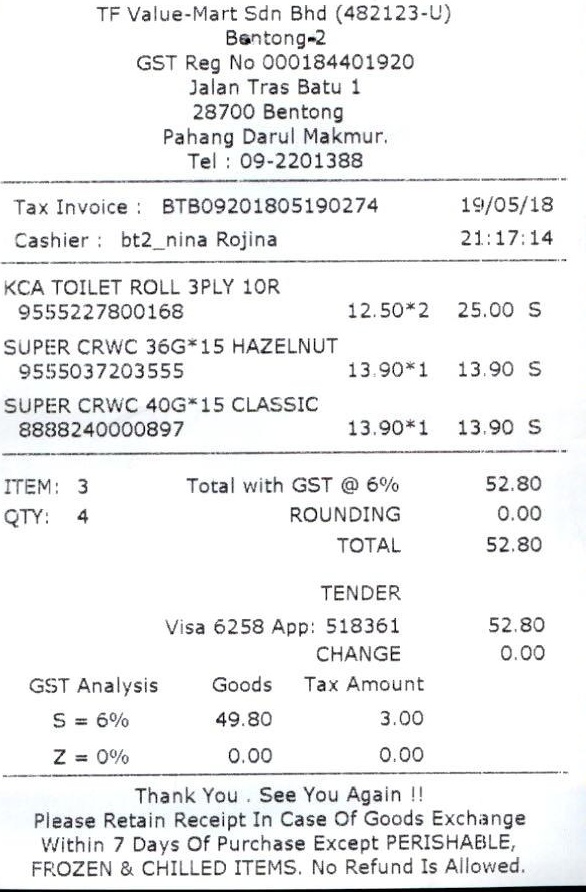 TF Value-Mart Sdn Bhd (482123-U)
Bentong-2
GST Reg No 000184401920
Jalan Tras Batu 1
28700 Bentong
Pahang Darul Makmur.
Tel : 09-2201388
Tax Invoice : BTB09201805190274 19/05/18
Cashier : bt2_nina Rojina 21:17:14
KCA TOILET ROLL 3PLY 10R
9555227800168 12.50*2 25.00 S
SUPER CRWC 36G*15 HAZELNUT
9555037203555 13.90*1 13.90 S
SUPER CRWC 40G*15 CLASSIC
8888240000897 13.90*1 13.90 S
ITEM: 3 Total with GST @ 6% 52.80
QTY: 4 ROUNDING 0.00
TOTAL 52.80
TENDER
Visa 6258 App: 518361 52.80
CHANGE 0.00
GST Analysis Goods Tax Amount
S = 6% 49.80 3.00
Z = 0% 0.00 0.00
Thank You . See You Again !!
Please Retain Receipt In Case Of Goods Exchange
Within 7 Days Of Purchase Except PERISHABLE,
FROZEN & CHILLED ITEMS. No Refund Is Allowed.